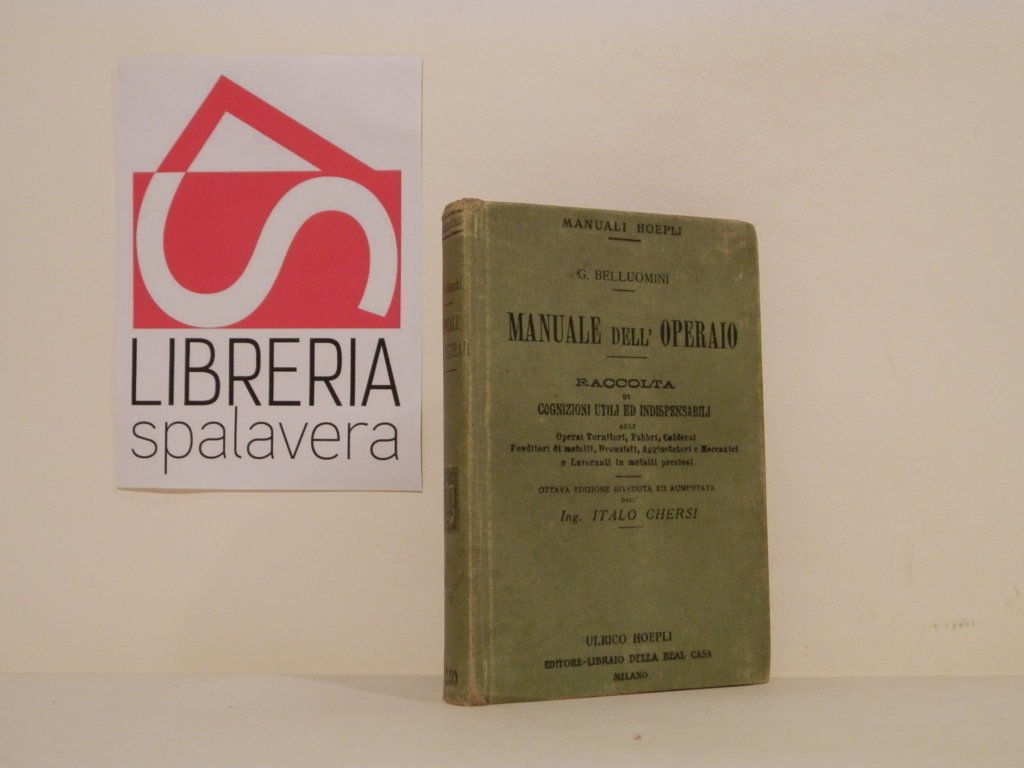 LIBRERIA
spalavera
MANUALI HOEPLI
G. BELLUOMINI
MANUALE DELL' OPERAIO
RACCOLTA
DI
COGNIZIONI UTILI ED INDISPENSABILI
AGLI
Operai Tornitori, Fabbri, Calderai
Fonditori di metalli, Bronzisti, Aggiustatori e Meccanici
e Lavoranti in metalli preziosi
OTTAVA EDIZIONE RIVEDUTA ED AUMENTATA
DALL'
Ing. ITALO GHERSI
ULRICO HOEPLI
EDITORE-LIBRAIO DELLA REAL CASA
MILANO